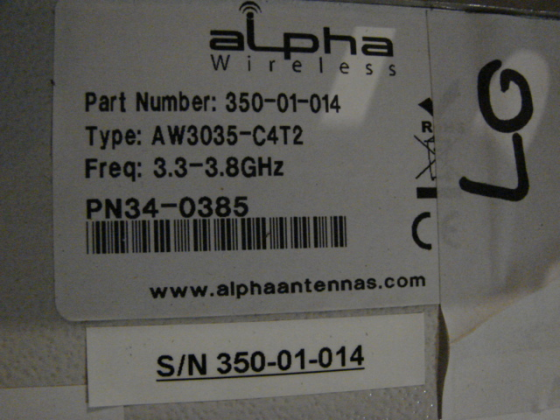 aLpha
Wireless
Part Number: 350-01-014
Type: AW3035-C4T2
Freq: 3.3-3.8GHz
PN34-0385
www.alphaantennas.com
S/N 350-01-014